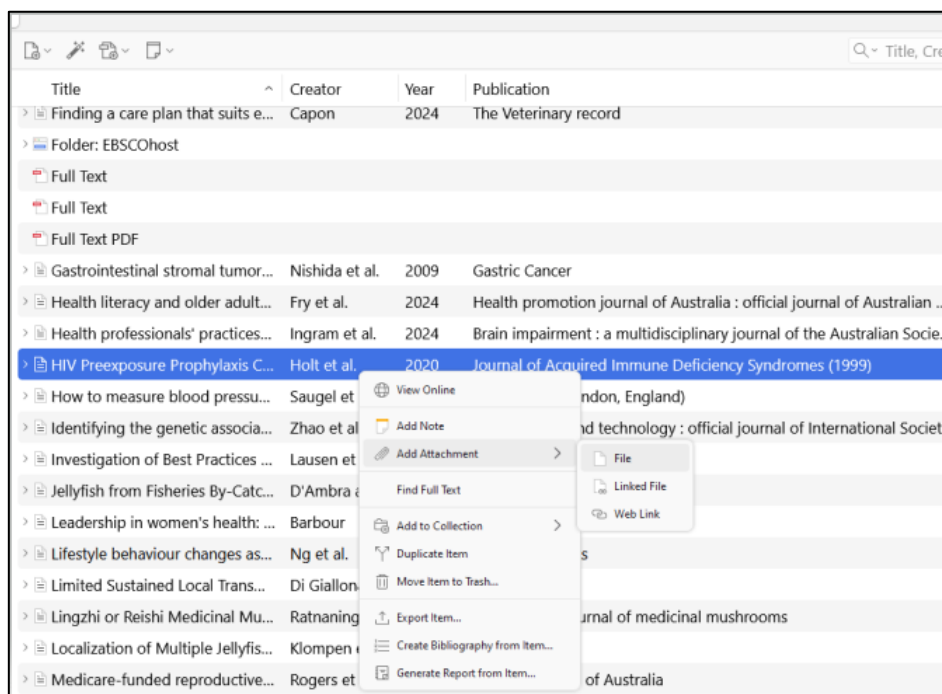 Title, Cre
Title Creator Year Publication
Finding a care plan that suits e... Capon 2024 The Veterinary record
Folder: EBSCOhost
Full Text
Full Text
Full Text PDF
Gastrointestinal stromal tumor... Nishida et al. 2009 Gastric Cancer
Health literacy and older adult... Fry et al. 2024 Health promotion journal of Australia : official journal of Australian ...
Health professionals' practices... Ingram et al. 2024 Brain impairment : a multidisciplinary journal of the Australian Socie...
HIV Preexposure Prophylaxis C... Holt et al. 2020 Journal of Acquired Immune Deficiency Syndromes (1999)
View Online
How to measure blood pressu... Saugel et ndon, England)
Add Note
Identifying the genetic associa... Zhao et al nd technology : official journal of International Societ
Add Attachment
File
Investigation of Best Practices ... Lausen et
Find Full Text
Linked File
Jellyfish from Fisheries By-Catc... D'Ambra
Web Link
Leadership in women's health: ... Barbour
Add to Collection
Lifestyle behaviour changes as... Ng et al. s
Duplicate Item
Limited Sustained Local Trans... Di Giallon
Move Item to Trash...
Lingzhi or Reishi Medicinal Mu... Ratnaning urnal of medicinal mushrooms
Export Item...
Localization of Multiple Jellyfis... Klompen
Create Bibliography from Item...
Medicare-funded reproductive... Rogers et of Australia
Generate Report from Item...